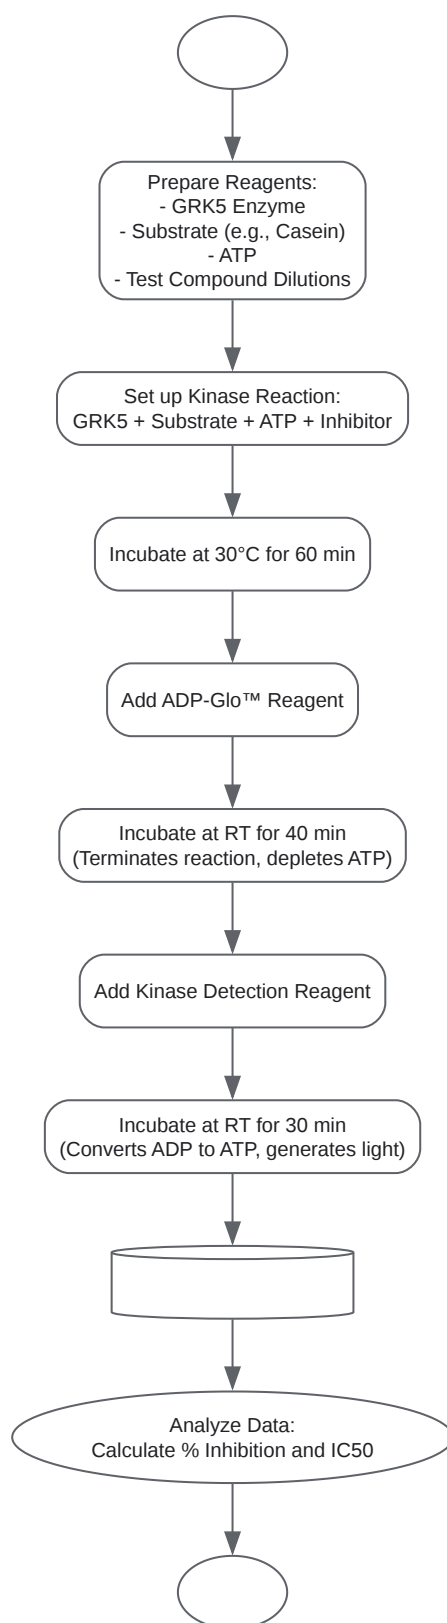 Prepare Reagents:
- GRK5 Enzyme
- Substrate (e.g., Casein)
- ATP
- Test Compound Dilutions
Set up Kinase Reaction:
GRK5 + Substrate + ATP + Inhibitor
Incubate at 30°C for 60 min
Add ADP-Glo™ Reagent
Incubate at RT for 40 min
(Terminates reaction, depletes ATP)
Add Kinase Detection Reagent
Incubate at RT for 30 min
(Converts ADP to ATP, generates light)
Analyze Data:
Calculate % Inhibition and IC50